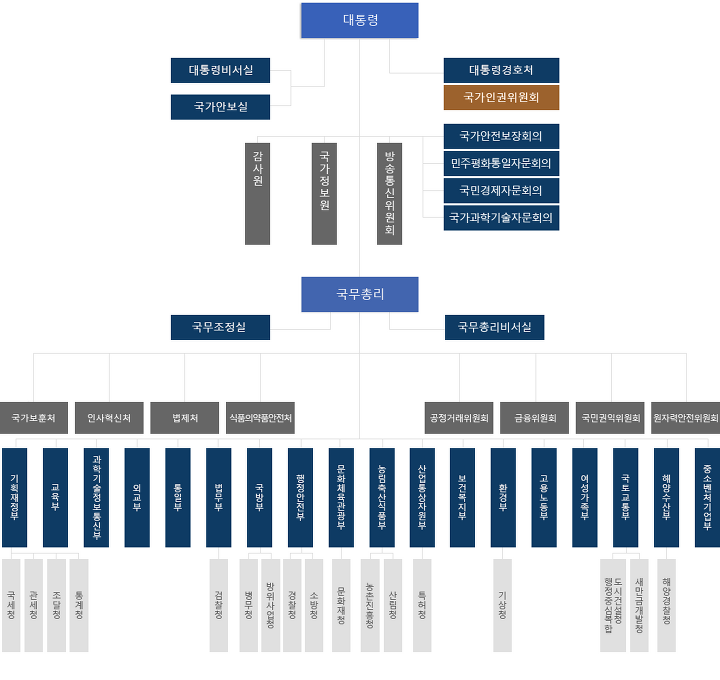 대통령
대통령비서실
국가안보실
대통령경호처
국가인권위원회
감사원
국가정보원
방송통신위원회
국가안전보장회의
민주평화통일자문회의
국민경제자문회의
국가과학기술자문회의
국무총리
국무조정실
국무총리비서실
국가보훈처
인사혁신처
법제처
식품의약품안전처
공정거래위원회
금융위원회
국민권익위원회
원자력안전위원회
기획재정부
교육부
과학기술정보통신부
외교부
통일부
법무부
국방부
행정안전부
문화체육관광부
농림축산식품부
산업통상자원부
보건복지부
환경부
고용노동부
여성가족부
국토교통부
해양수산부
중소벤처기업부
국세청
관세청
조달청
통계청
검찰청
병무청
방위사업청
경찰청
소방청
문화재청
농촌진흥청
산림청
특허청
기상청
행정중심복합
도시건설청
새만금개발청
해양경찰청